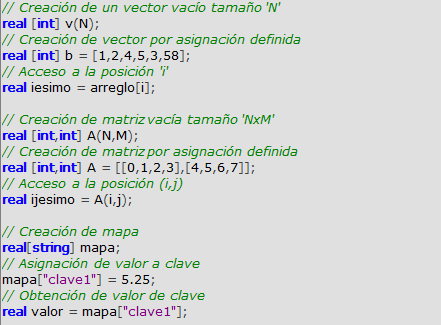 // Creación de un vector vacío tamaño 'N'
real [int] v(N);
// Creación de vector por asignación definida
real [int] b = [1,2,4,5,3,58];
// Acceso a la posición 'i'
real iesimo = arreglo[i];
// Creación de matriz vacía tamaño 'NxM'
real [int,int] A(N,M);
// Creación de matriz por asignación definida
real [int,int] A = [[0,1,2,3],[4,5,6,7]];
// Acceso a la posición (i,j)
real ijesimo = A(i,j);
// Creación de mapa
real[string] mapa;
// Asignación de valor a clave
mapa["clave1"] = 5.25;
// Obtención de valor de clave
real valor = mapa["clave1"];